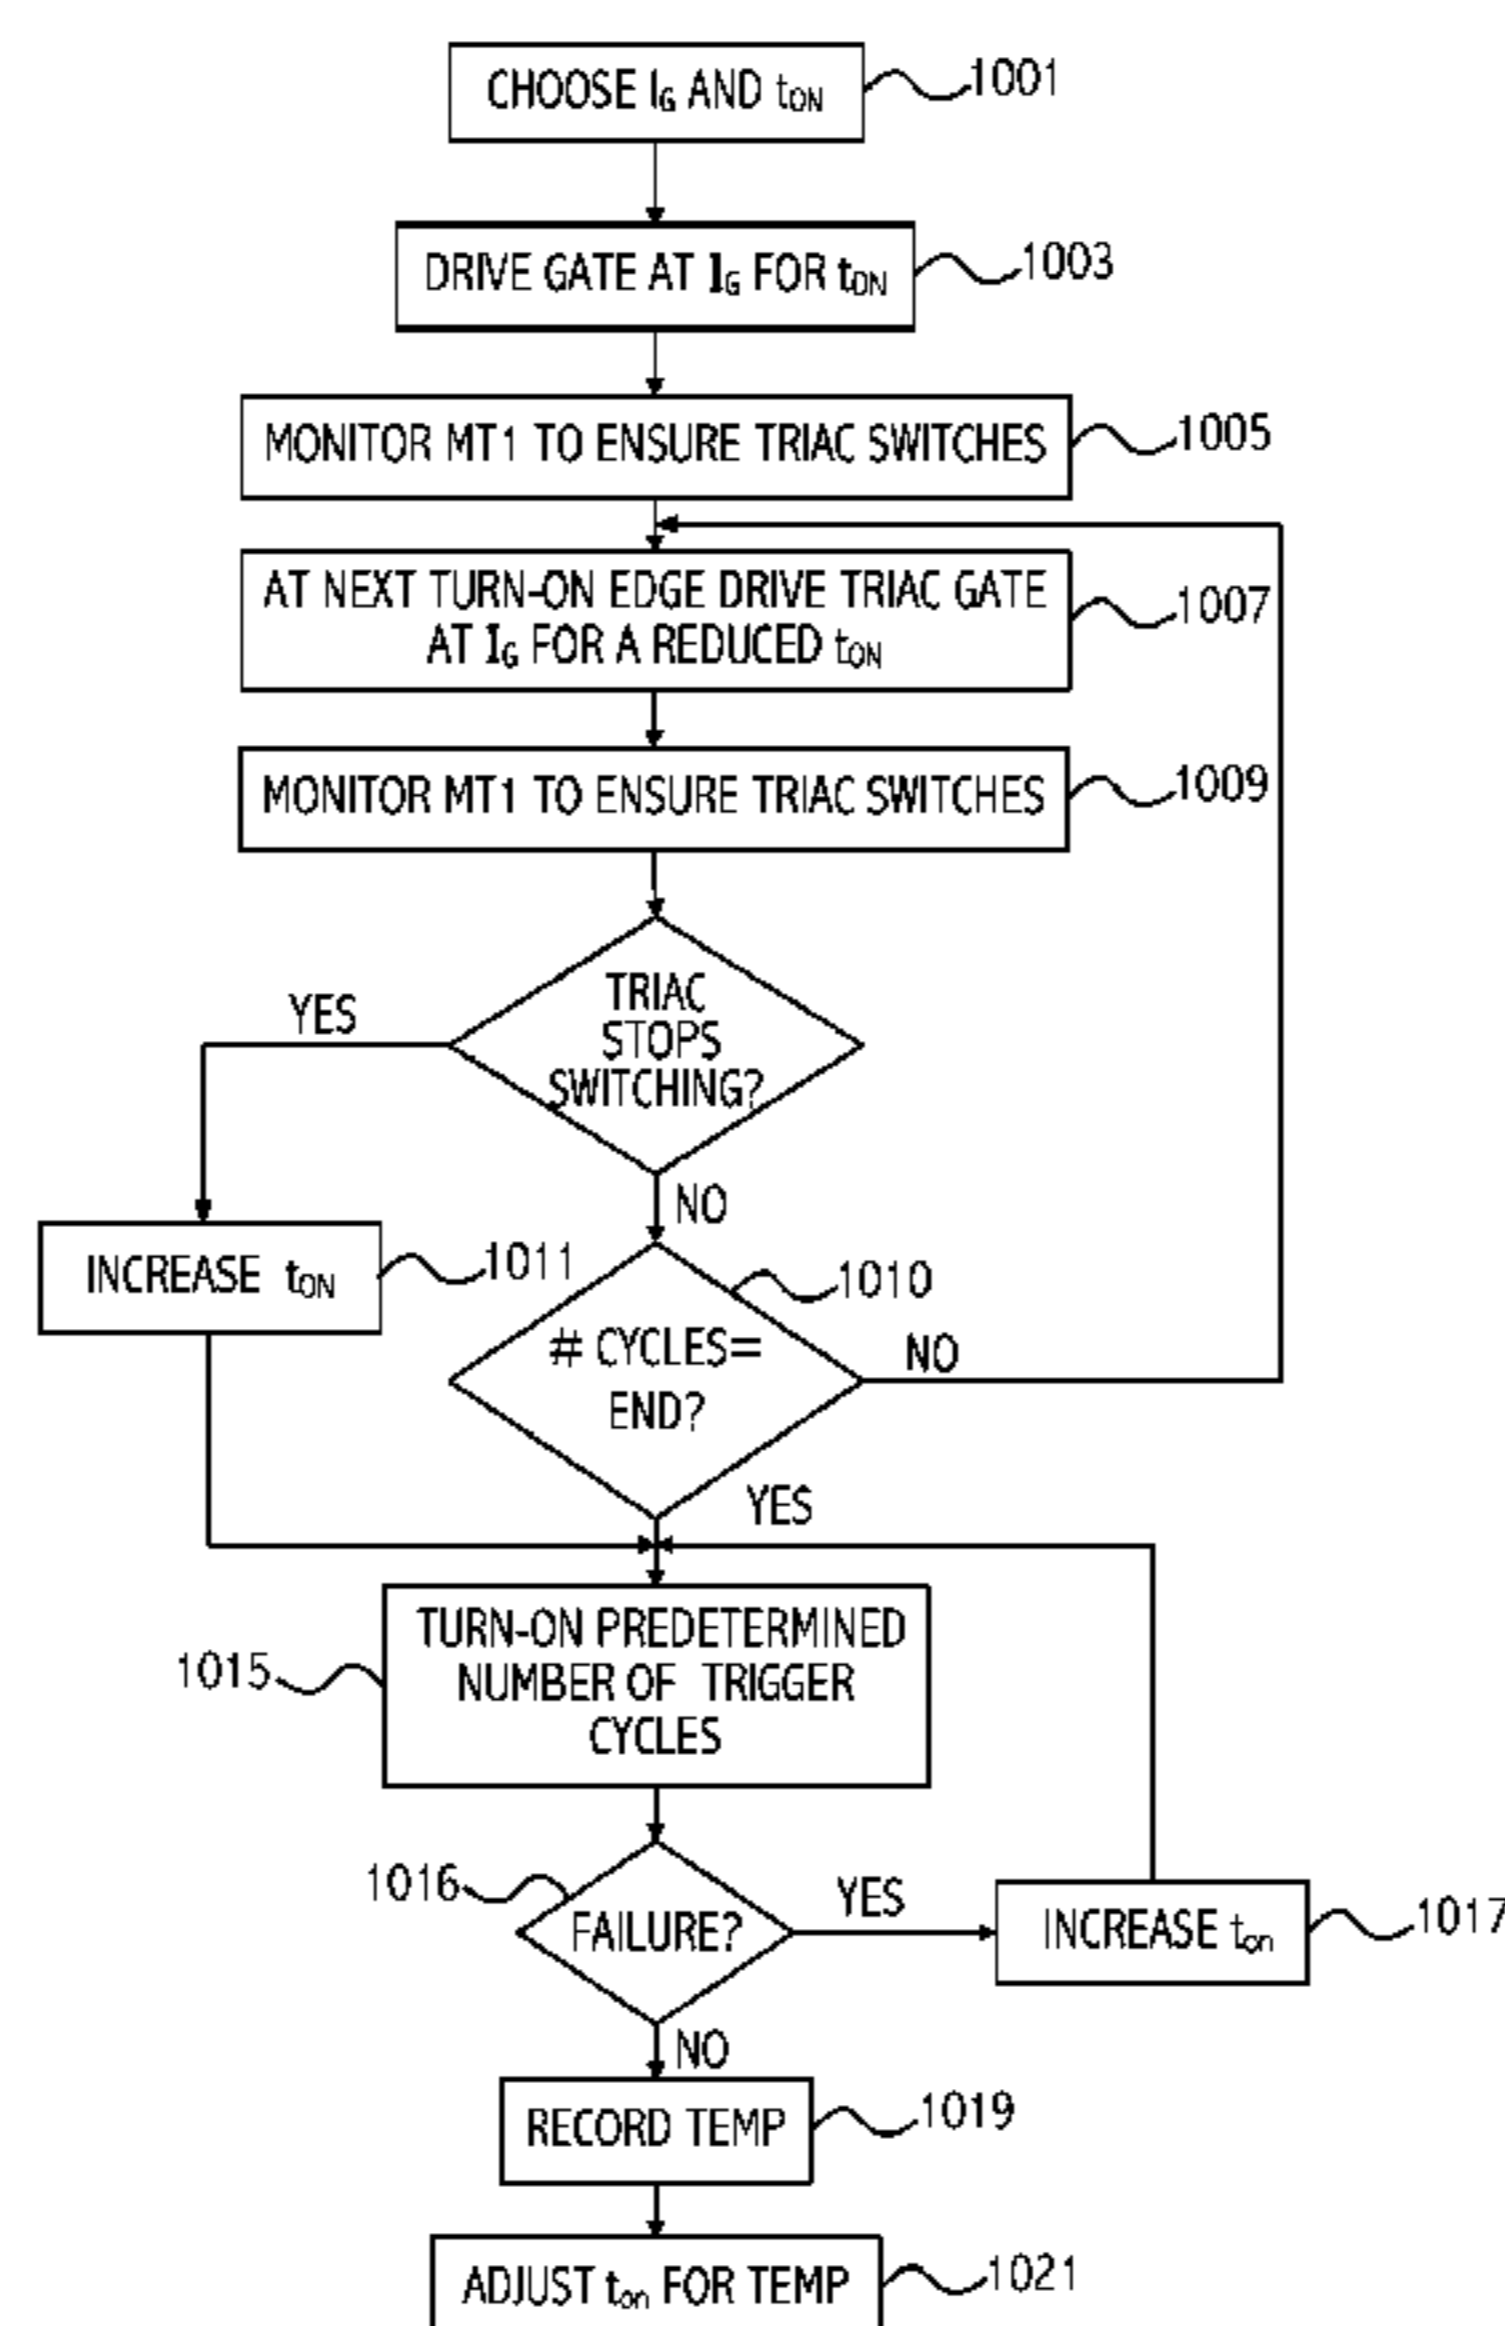 CHOOSE IG AND tON
1001
DRIVE GATE AT IG FOR tON
1003
MONITOR MT1 TO ENSURE TRIAC SWITCHES
1005
AT NEXT TURN-ON EDGE DRIVE TRIAC GATE
AT IG FOR A REDUCED tON
1007
MONITOR MT1 TO ENSURE TRIAC SWITCHES
1009
TRIAC
STOPS
SWITCHING?
YES
NO
INCREASE tON
1011
1010
# CYCLES=
END?
NO
YES
1015
TURN-ON PREDETERMINED
NUMBER OF TRIGGER
CYCLES
1016
FAILURE?
YES
INCREASE ton
1017
NO
RECORD TEMP
1019
ADJUST ton FOR TEMP
1021